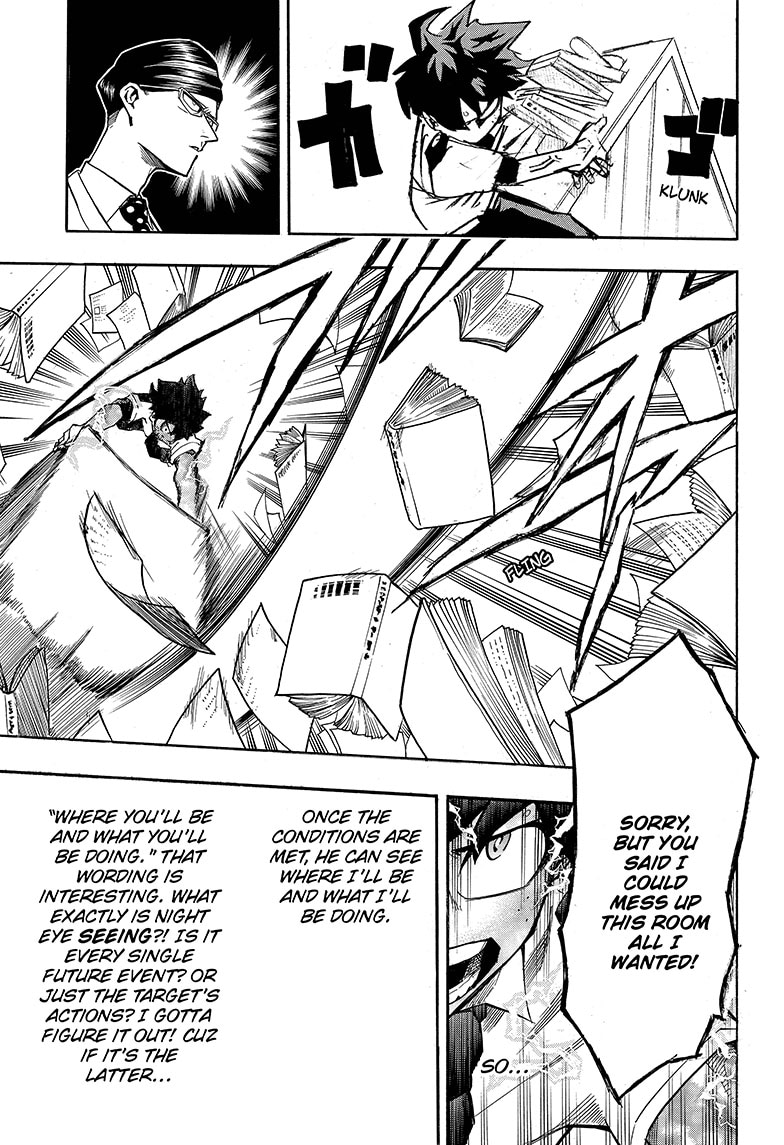 ゴ
KLUNK
ガ
FLING
SORRY,
BUT YOU
SAID I
COULD
MESS UP
THIS ROOM
ALL I
WANTED!
SO...
ONCE THE
CONDITIONS ARE
MET, HE CAN SEE
WHERE I'LL BE
AND WHAT I'LL
BE DOING.
“WHERE YOU'LL BE
AND WHAT YOU'LL
BE DOING.” THAT
WORDING IS
INTERESTING. WHAT
EXACTLY IS NIGHT
EYE SEEING?! IS IT
EVERY SINGLE
FUTURE EVENT? OR
JUST THE TARGET'S
ACTIONS? I GOTTA
FIGURE IT OUT! CUZ
IF IT'S THE
LATTER...